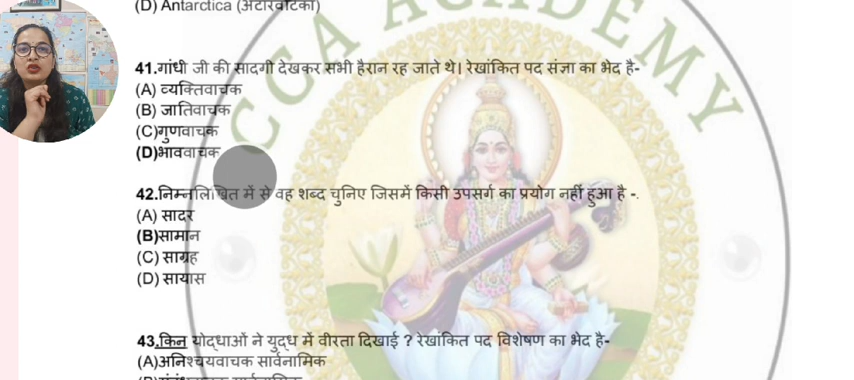 (D) Antarctica (अंटार्कटिका)
41.गांधी जी की सादगी देखकर सभी हैरान रह जाते थे। रेखांकित पद संज्ञा का भेद है-
(A) व्यक्तिवाचक
(B) जातिवाचक
(C)गुणवाचक
(D)भाववाचक
42.निम्नलिखित में से वह शब्द चुनिए जिसमें किसी उपसर्ग का प्रयोग नहीं हुआ है -.
(A) सादर
(B)सामान
(C) साग्रह
(D) सायास
43.किन योद्धाओं ने युद्ध में वीरता दिखाई ? रेखांकित पद विशेषण का भेद है-
(A)अनिश्चयवाचक सार्वनामिक
ACADEMY